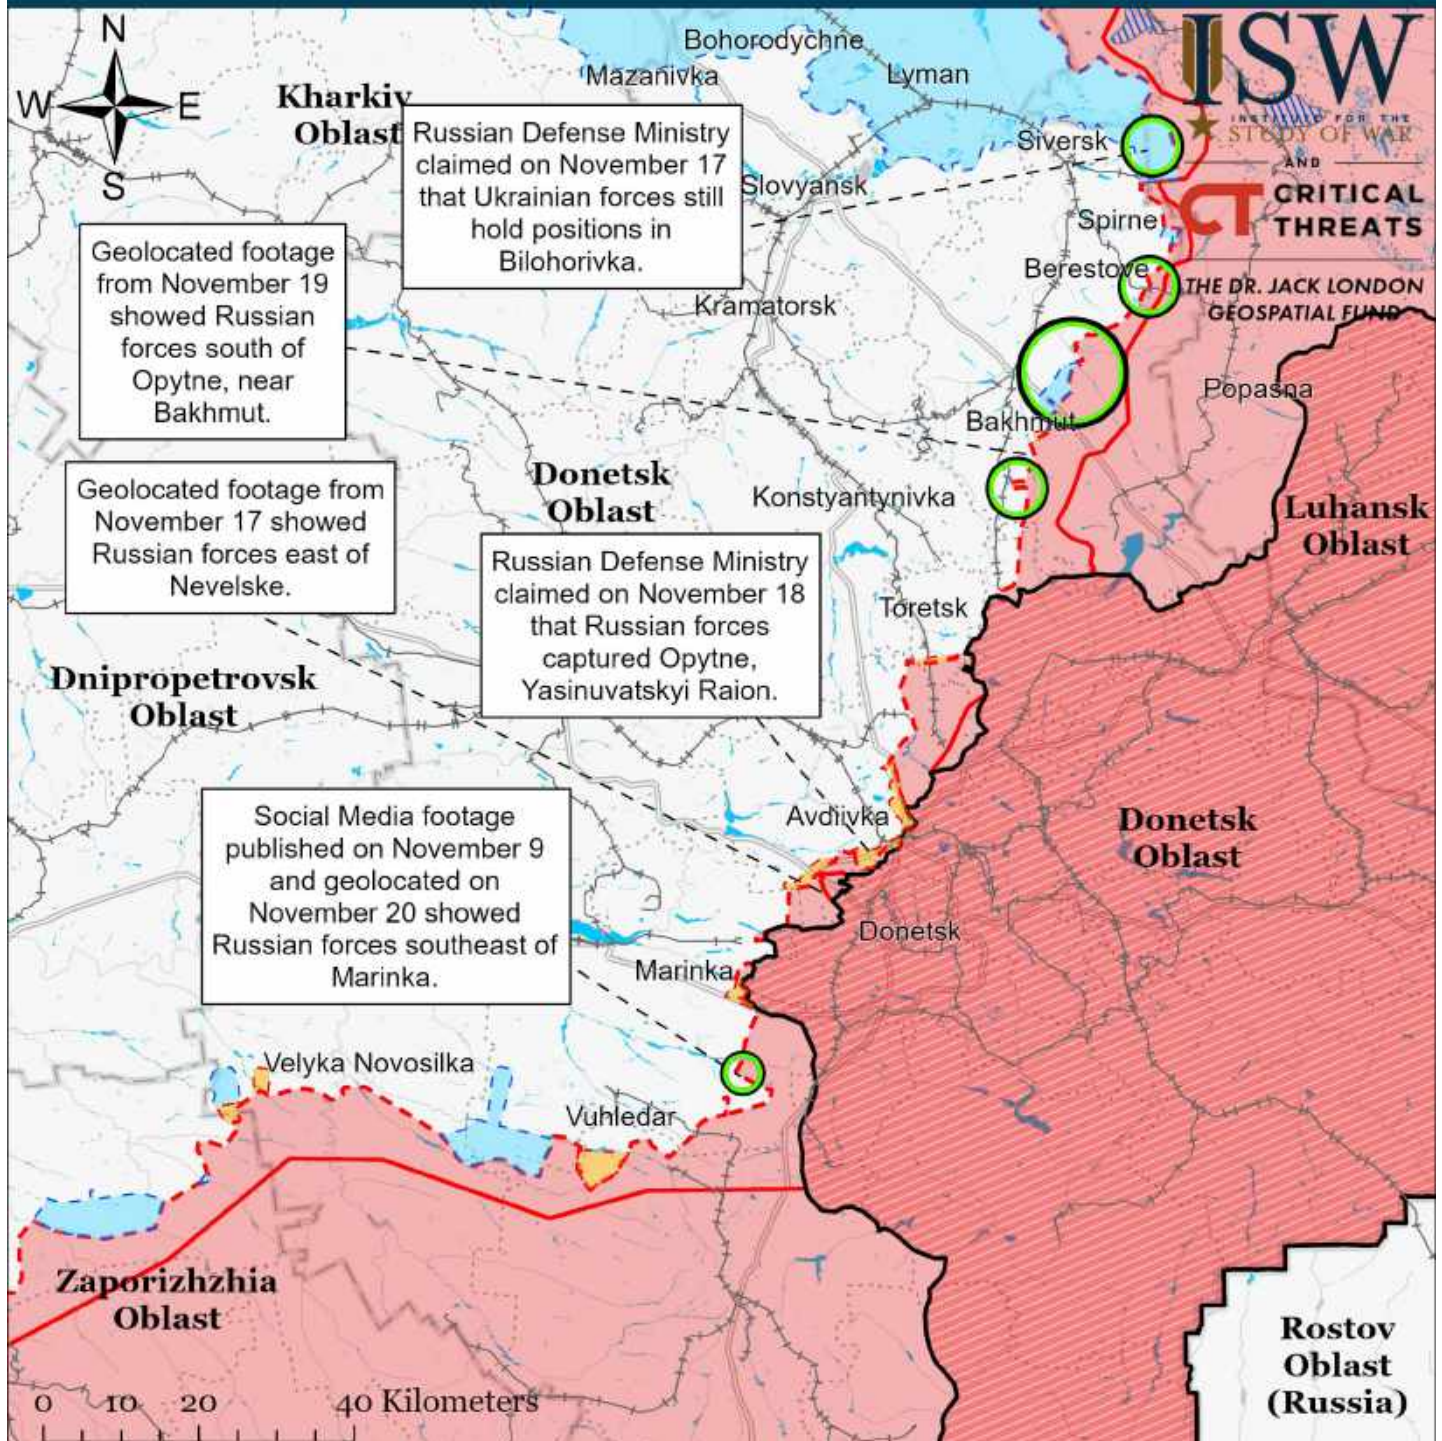 N
W
E
S
Kharkiv
Oblast
Bohorodychne
Mazanivka
Lyman
ISW
INSTITUTE FOR THE
STUDY OF WAR
AND
CT CRITICAL
THREATS
THE DR. JACK LONDON
GEOSPATIAL FUND
Russian Defense Ministry
claimed on November 17
that Ukrainian forces still
hold positions in
Bilohorivka.
Siversk
Slovyansk
Spirne
Berestove
Geolocated footage
from November 19
showed Russian
forces south of
Opytne, near
Bakhmut.
Kramatorsk
Popasna
Bakhmut
Geolocated footage from
November 17 showed
Russian forces east of
Nevelske.
Donetsk
Oblast
Konstyantynivka
Luhansk
Oblast
Russian Defense Ministry
claimed on November 18
that Russian forces
captured Opytne,
Yasinuvatskyi Raion.
Toretsk
Dnipropetrovsk
Oblast
Social Media footage
published on November 9
and geolocated on
November 20 showed
Russian forces southeast of
Marinka.
Avdiivka
Donetsk
Oblast
Donetsk
Marinka
Velyka Novosilka
Vuhledar
Zaporizhzhia
Oblast
Rostov
Oblast
(Russia)
0 10 20 40 Kilometers